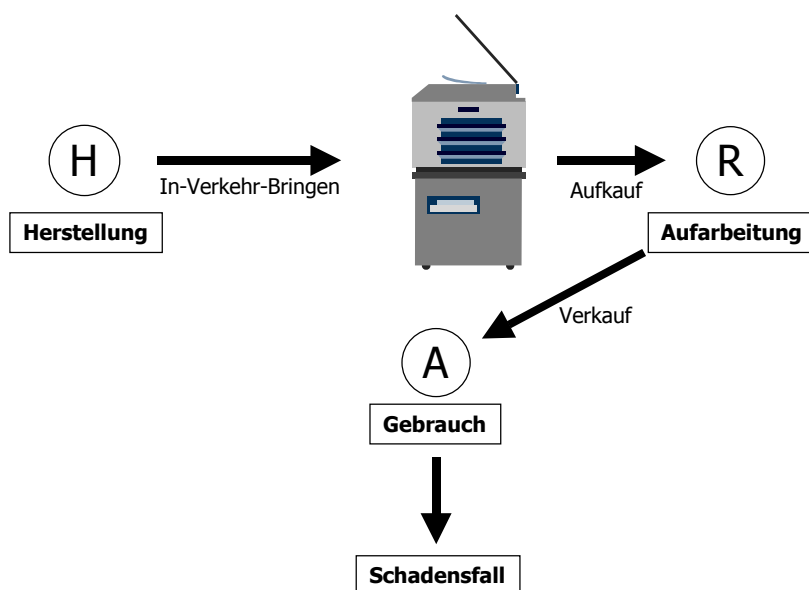 H
In-Verkehr-Bringen
Herstellung
Aufkauf
R
Aufarbeitung
Verkauf
A
Gebrauch
Schadensfall